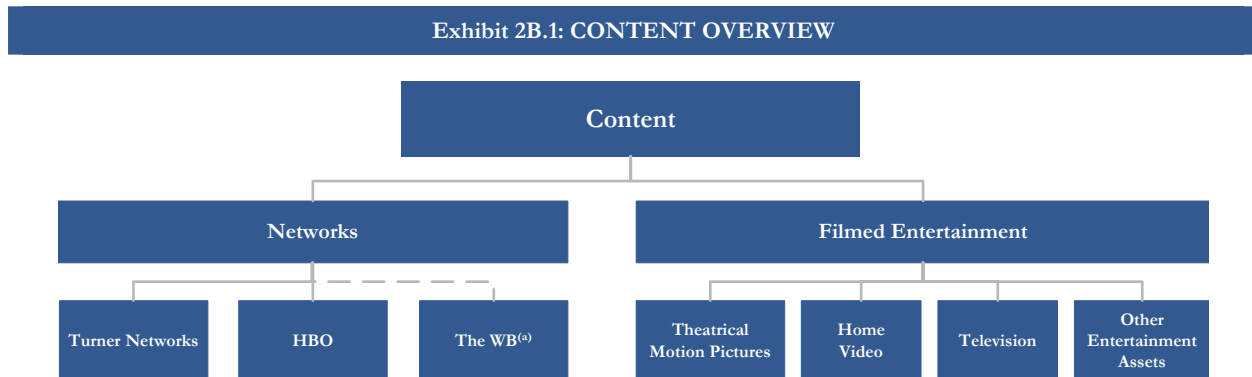 Exhibit 2B.1: CONTENT OVERVIEW
Content
Networks
Filmed Entertainment
Turner Networks
HBO
The WB(a)
Theatrical
Motion Pictures
Home
Video
Television
Other
Entertainment
Assets